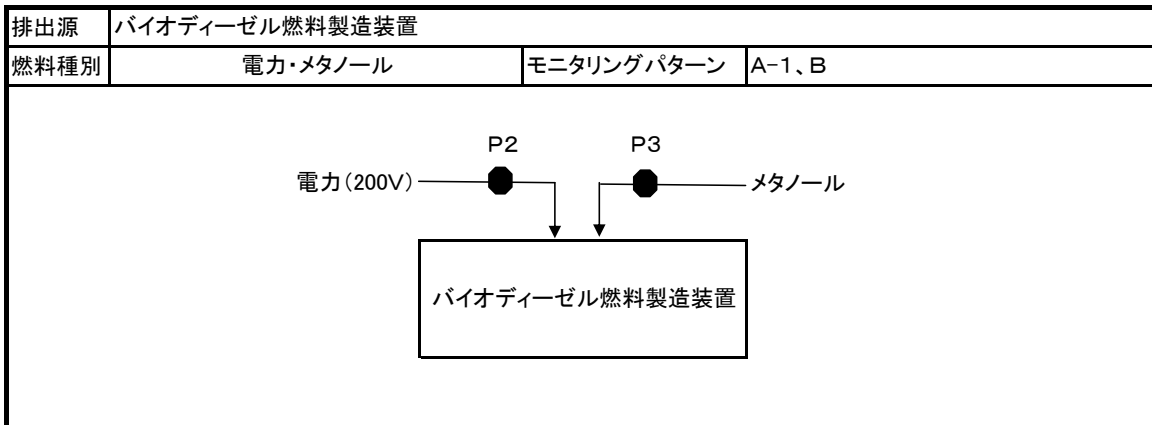 排出源 バイオディーゼル燃料製造装置
燃料種別 電力・メタノール モニタリングパターン A-1、B
P2 P3
電力(200V) メタノール
バイオディーゼル燃料製造装置